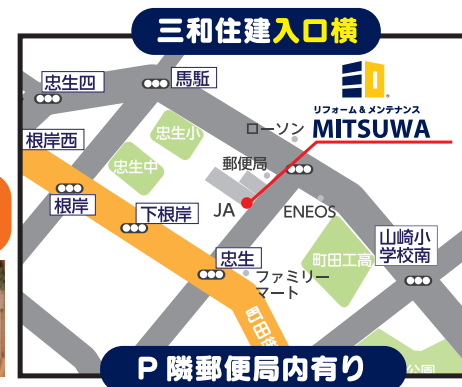 三和住建入口横
忠生四
馬駈
リフォーム & メンテナンス
MITSUWA
根岸西
忠生小
ローソン
忠生中
郵便局
根岸
JA
ENEOS
下根岸
町田工高
山崎小
学校南
忠生
ファミリー
マート
町田街
公園
P 隣郵便局内有り